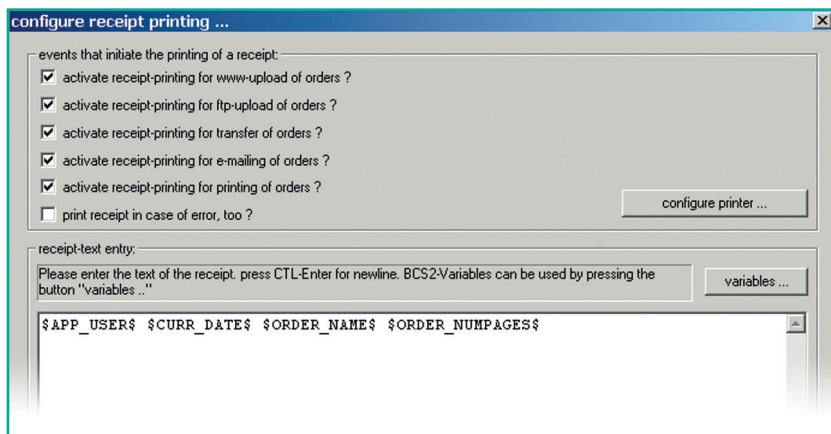 configure receipt printing ...
events that initiate the printing of a receipt:
activate receipt-printing for www-upload of orders ?
activate receipt-printing for ftp-upload of orders ?
activate receipt-printing for transfer of orders ?
activate receipt-printing for e-mailing of orders ?
activate receipt-printing for printing of orders ?
configure printer ...
print receipt in case of error, too ?
receipt-text entry:
Please enter the text of the receipt. press CTL-Enter for newline. BCS2-Variables can be used by pressing the
button "variables .."
variables ...
$APP_USER$ $CURR_DATE$ $ORDER_NAME$ $ORDER_NUMPAGES$